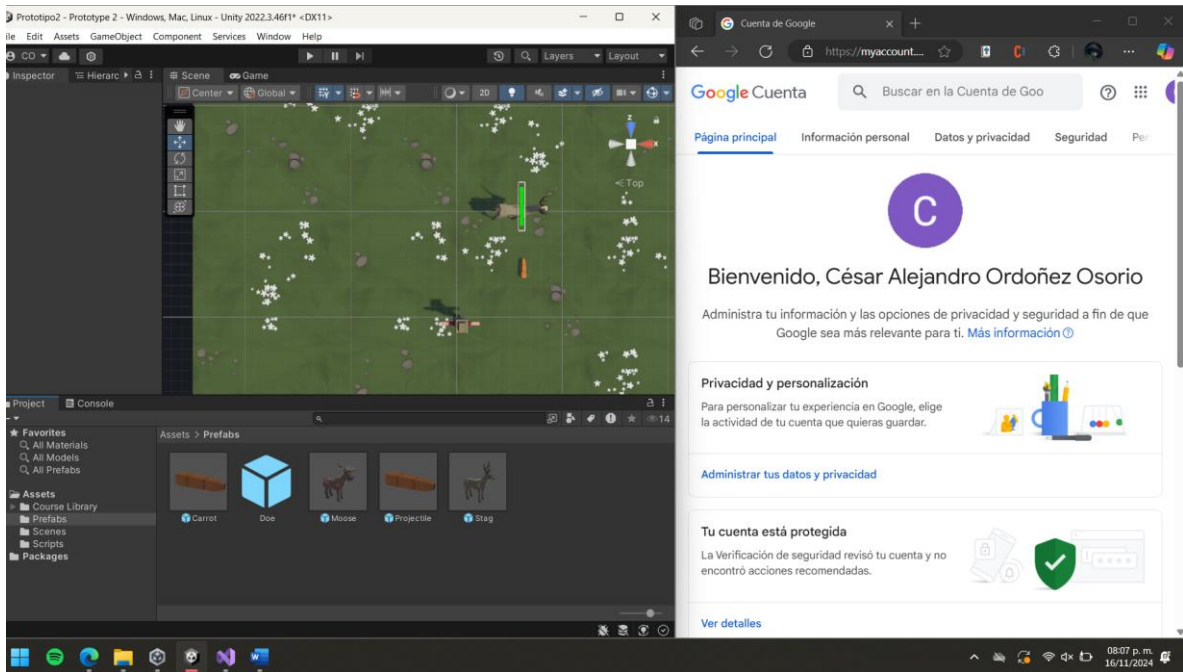 Prototipo2 - Prototype 2 - Windows, Mac, Linux - Unity 2022.3.46f1* <DX11>
ile Edit Assets GameObject Component Services Window Help
CO
Layers Layout
Inspector Hierarc
Scene Game
Center Global 2D
z
x
Top
Project Console
14
Favorites
All Materials
All Models
All Prefabs
Assets
Course Library
Prefabs
Scenes
Scripts
Packages
Assets > Prefabs
Carrot Doe Moose Projectile Stag
Cuenta de Google
https://myaccount....
Google Cuenta
Buscar en la Cuenta de Goo
Página principal Información personal Datos y privacidad Seguridad Per
C
Bienvenido, César Alejandro Ordoñez Osorio
Administra tu información y las opciones de privacidad y seguridad a fin de que
Google sea más relevante para ti. Más información
Privacidad y personalización
Para personalizar tu experiencia en Google, elige
la actividad de tu cuenta que quieras guardar.
Administrar tus datos y privacidad
Tu cuenta está protegida
La Verificación de seguridad revisó tu cuenta y no
encontró acciones recomendadas.
Ver detalles
08:07 p. m.
16/11/2024